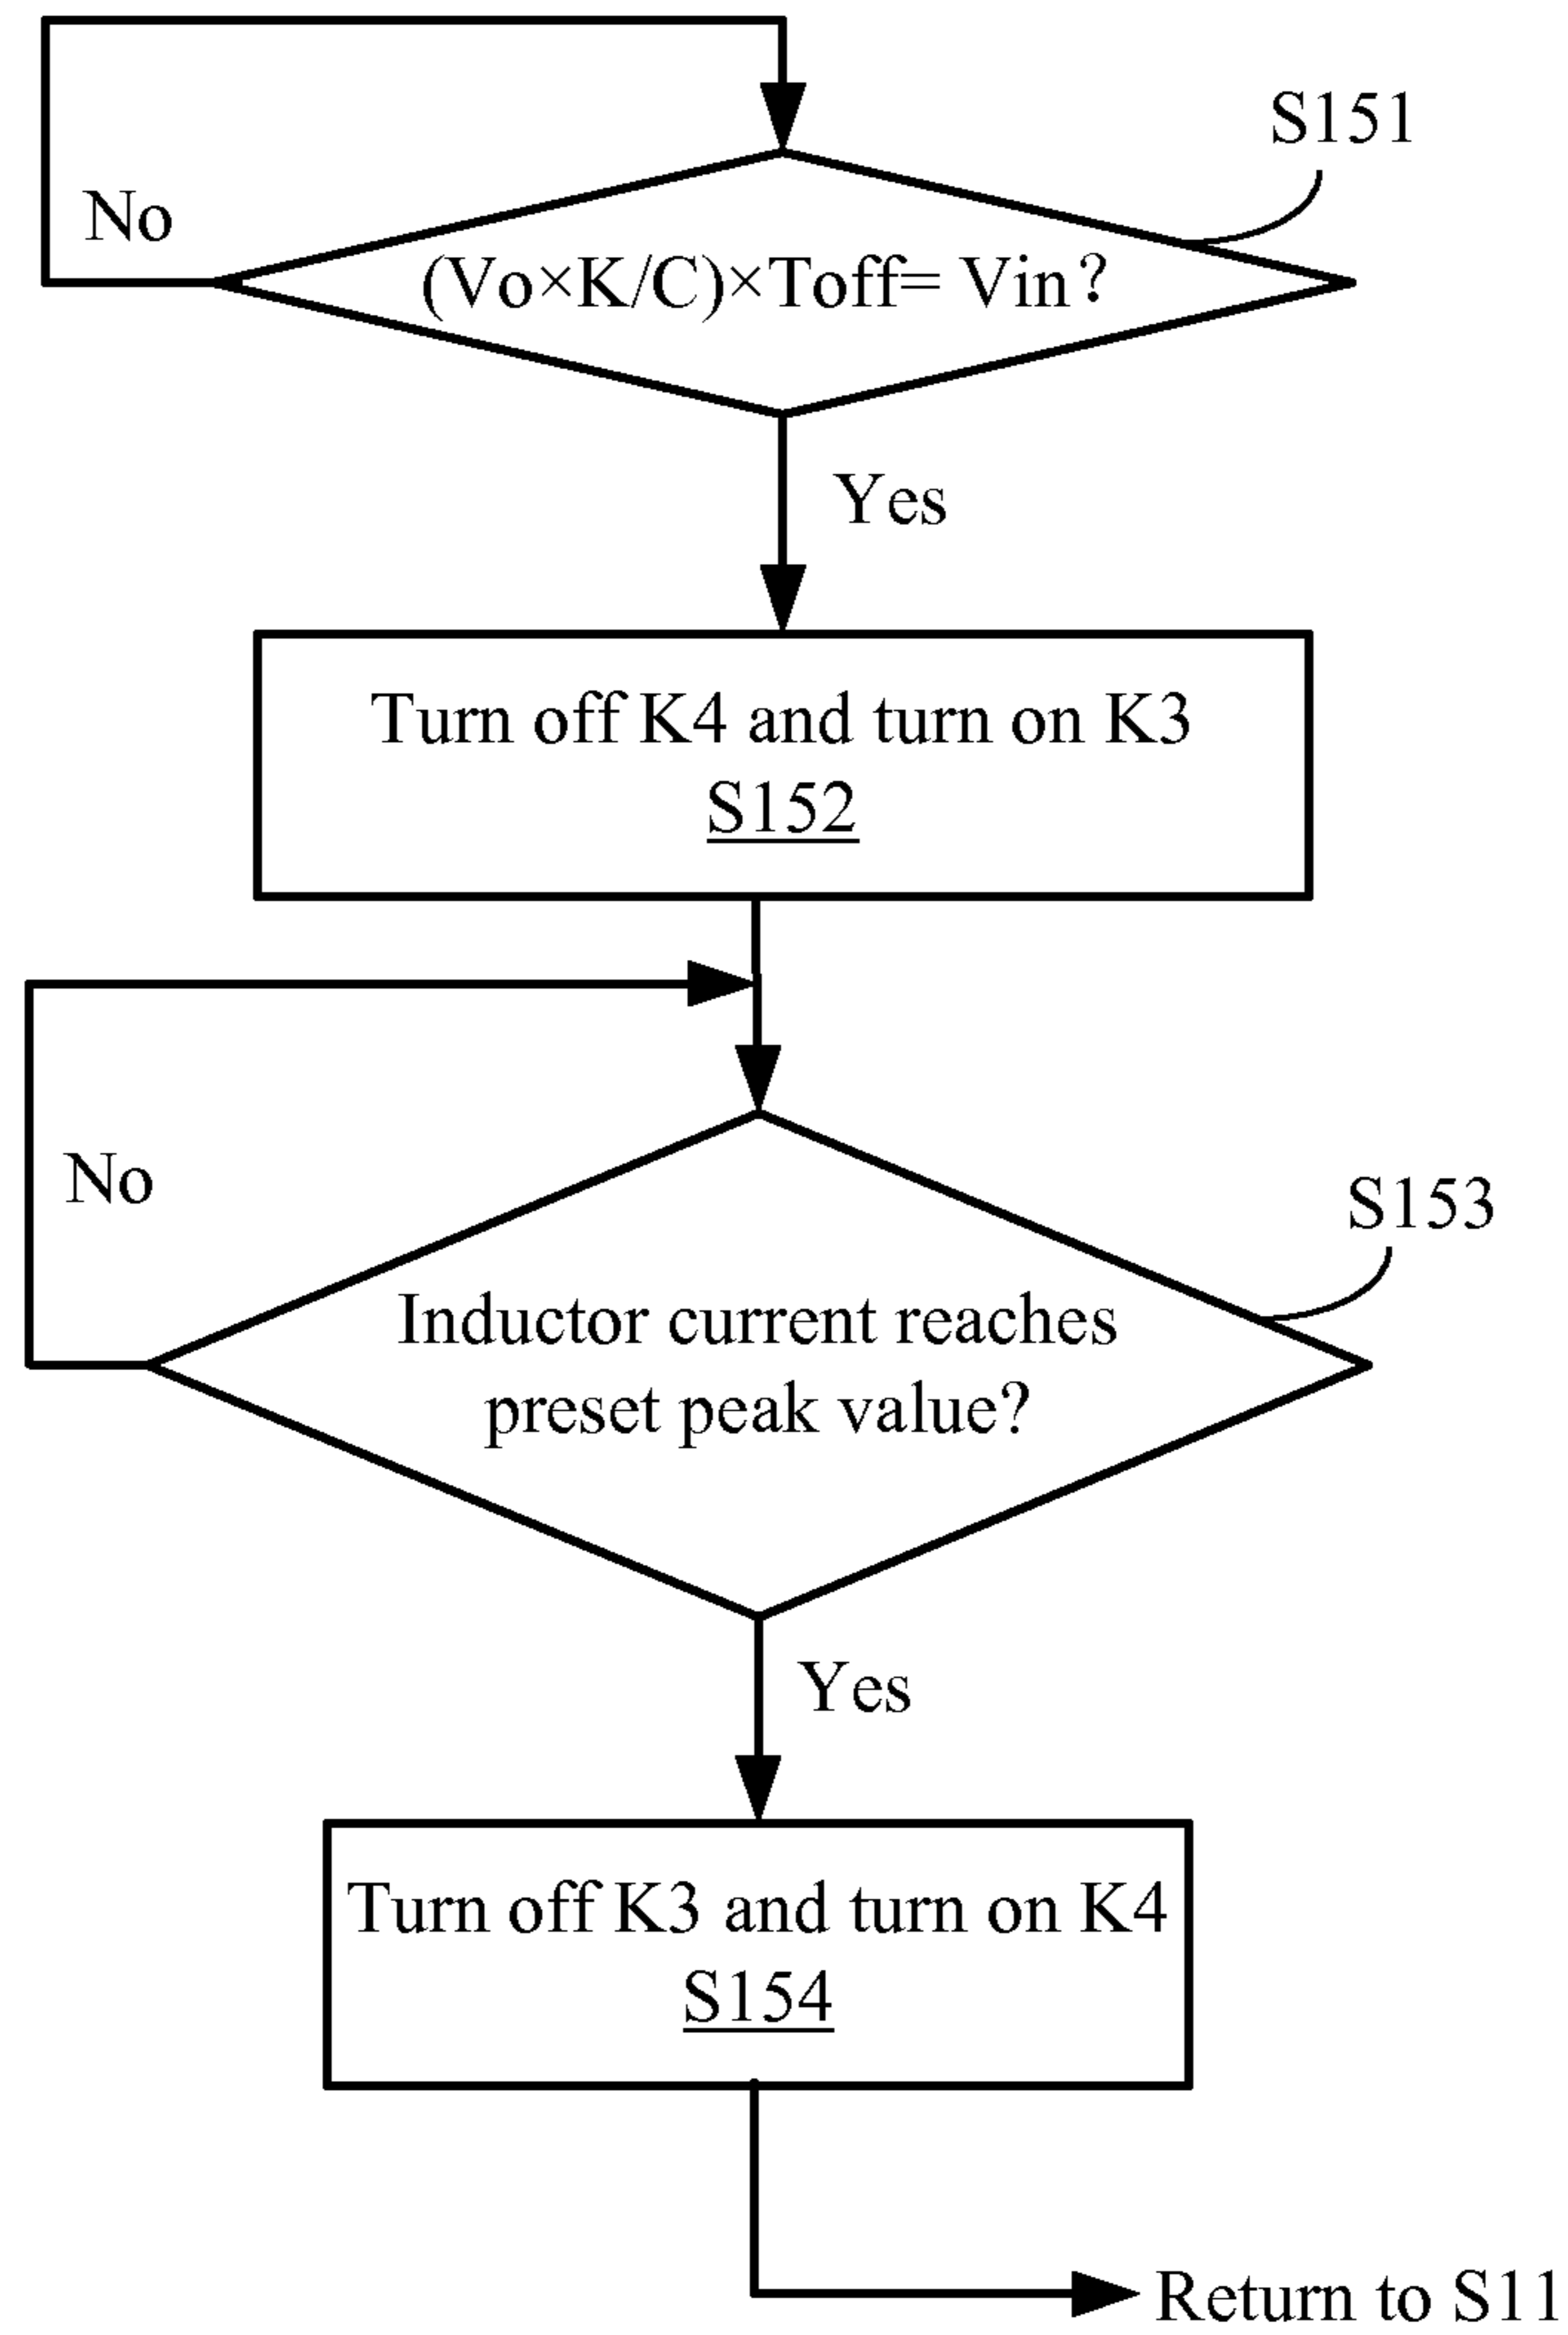 S151
No
(Vo×K/C)×Toff= Vin?
Yes
Turn off K4 and turn on K3
S152
No
S153
Inductor current reaches
preset peak value?
Yes
Turn off K3 and turn on K4
S154
Return to S11